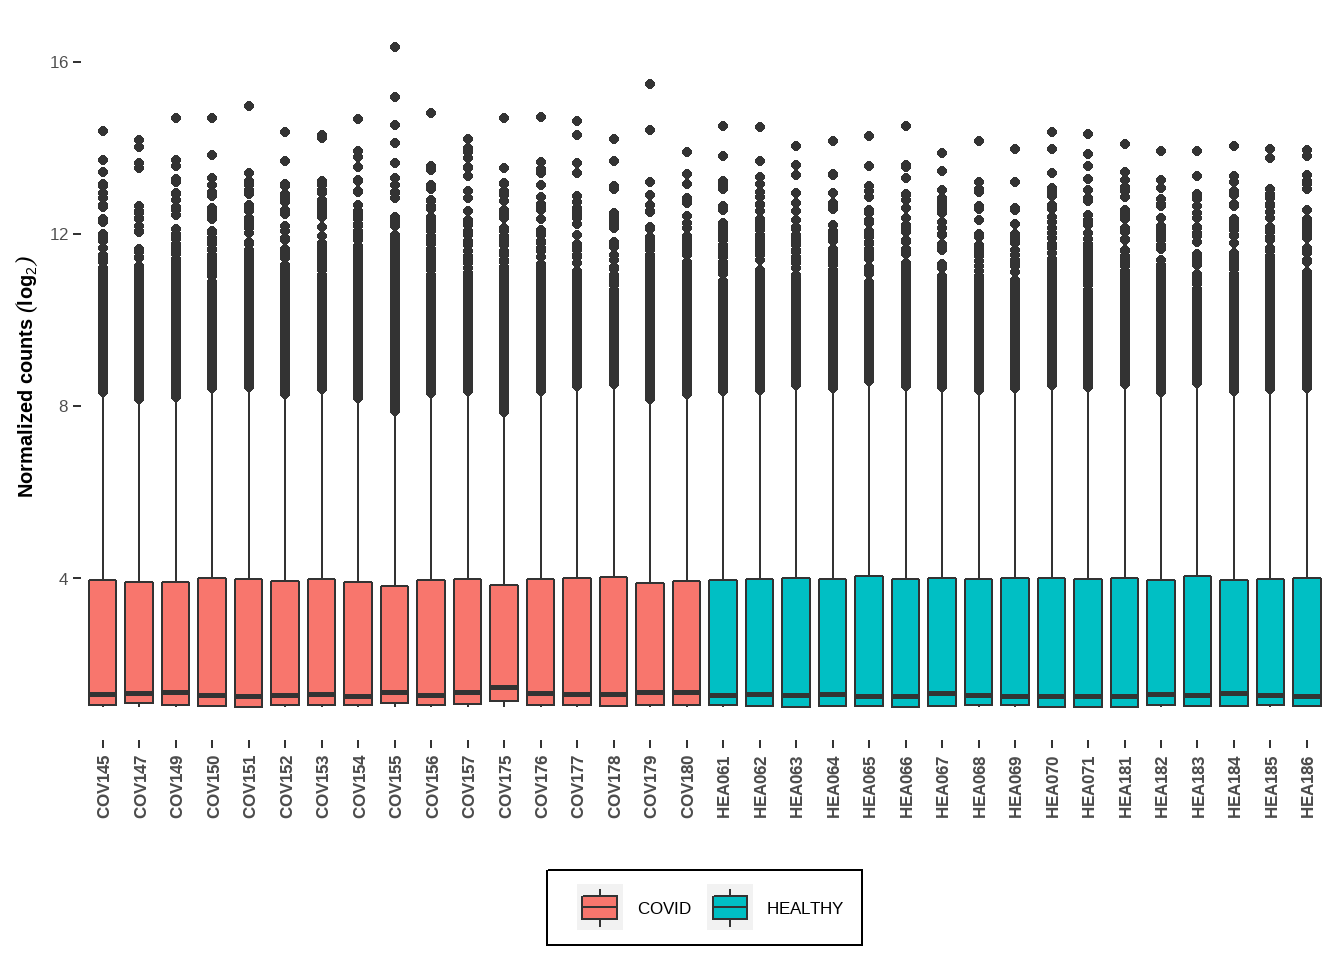 16
12
8
4
Normalized counts (log₂)
COV145
COV147
COV149
COV150
COV151
COV152
COV153
COV154
COV155
COV156
COV157
COV175
COV176
COV177
COV178
COV179
COV180
HEA061
HEA062
HEA063
HEA064
HEA065
HEA066
HEA067
HEA068
HEA069
HEA070
HEA071
HEA181
HEA182
HEA183
HEA184
HEA185
HEA186
COVID
HEALTHY